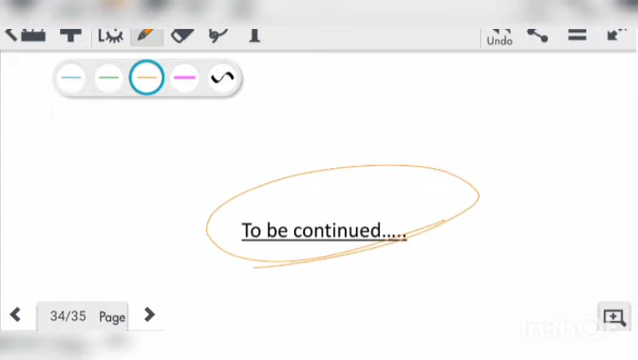 Undo
To be continued.....
34/35 Page